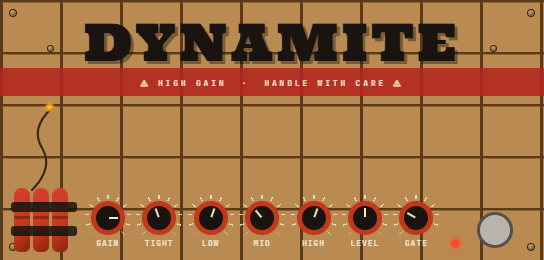 DYNAMITE
⚠ HIGH GAIN · HANDLE WITH CARE ⚠
GAIN TIGHT LOW MID HIGH LEVEL GATE